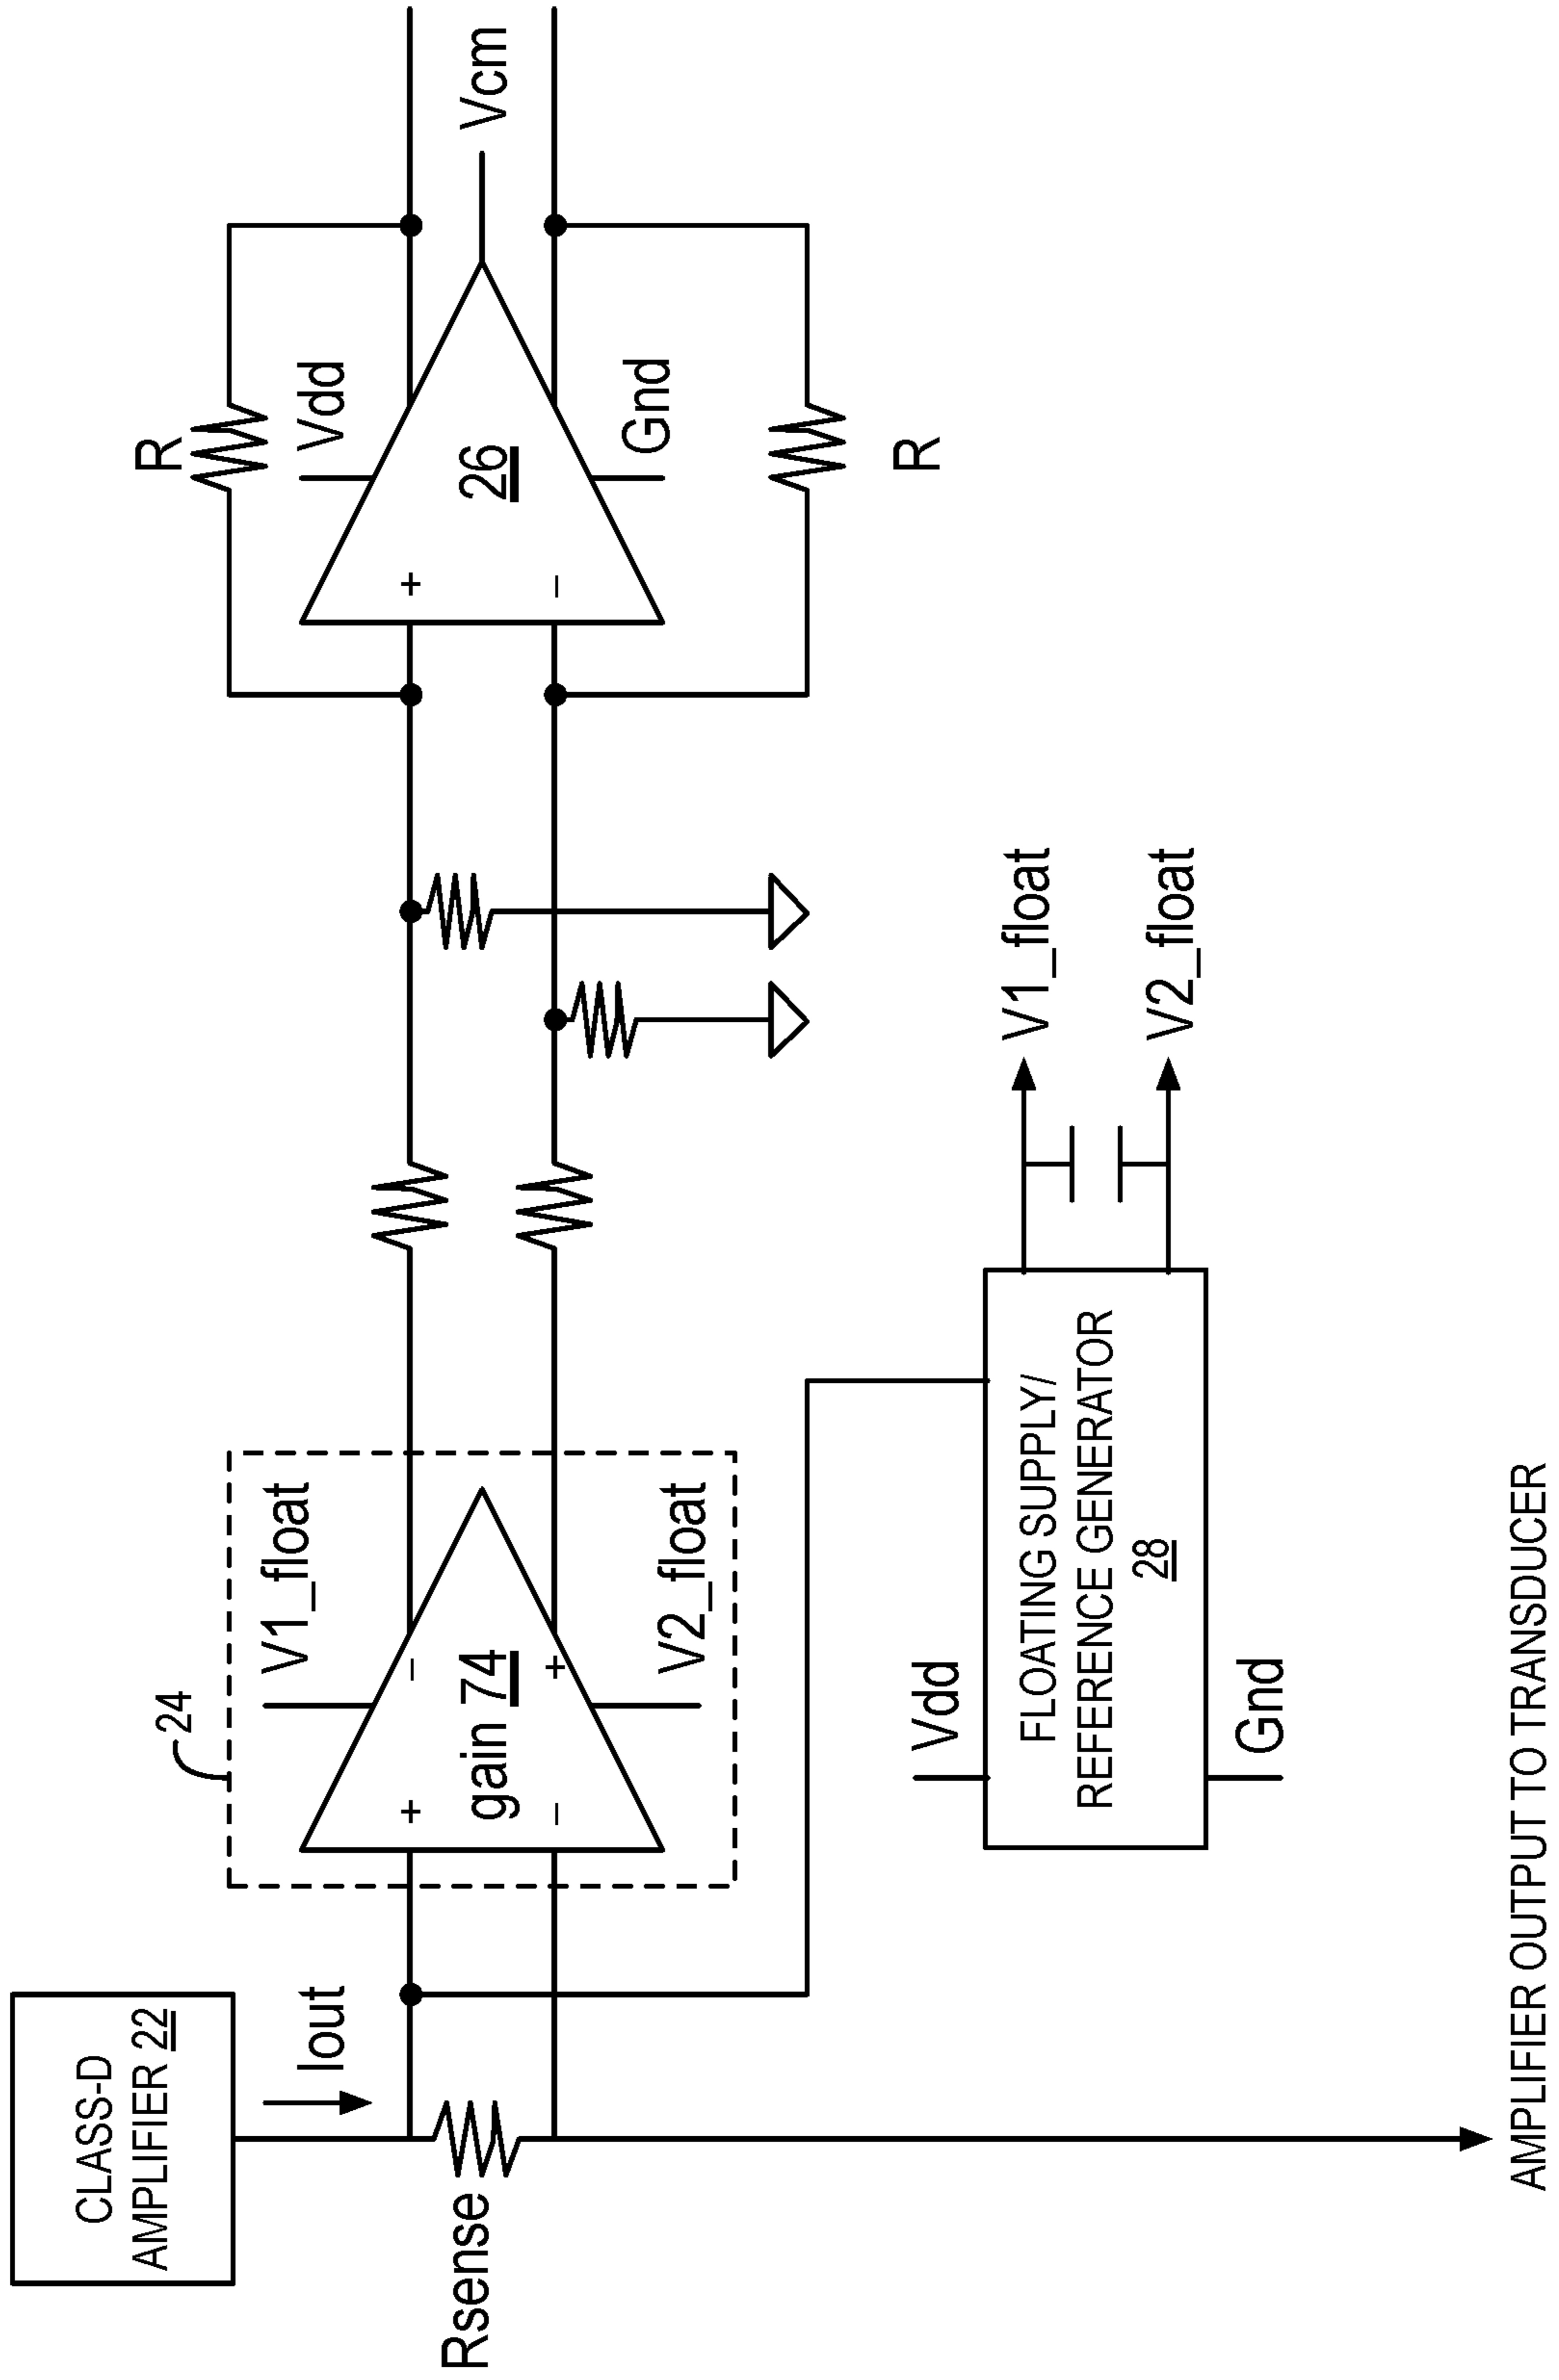 CLASS-D
AMPLIFIER 22
Iout
Rsense
24
V1_float
+
−
gain 74
−
+
V2_float
R
Vdd
+
−
26
Gnd
R
Vcm
Vdd
FLOATING SUPPLY/
REFERENCE GENERATOR
28
Gnd
V1_float
V2_float
AMPLIFIER OUTPUT TO TRANSDUCER